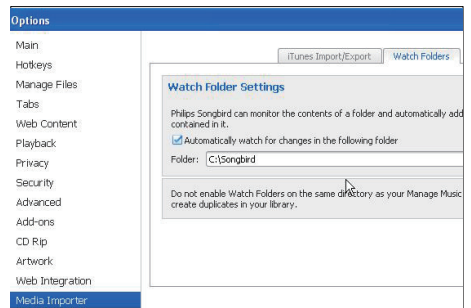 Options
Main
Hotkeys
Manage Files
Tabs
Web Content
Playback
Privacy
Security
Advanced
Add-ons
CD Rip
Artwork
Web Integration
Media Importer
iTunes Import/Export
Watch Folders
Watch Folder Settings
Philips Songbird can monitor the contents of a folder and automatically add
contained in it.
Automatically watch for changes in the following folder
Folder: C:\Songbird
Do not enable Watch Folders on the same directory as your Manage Music
create duplicates in your library.